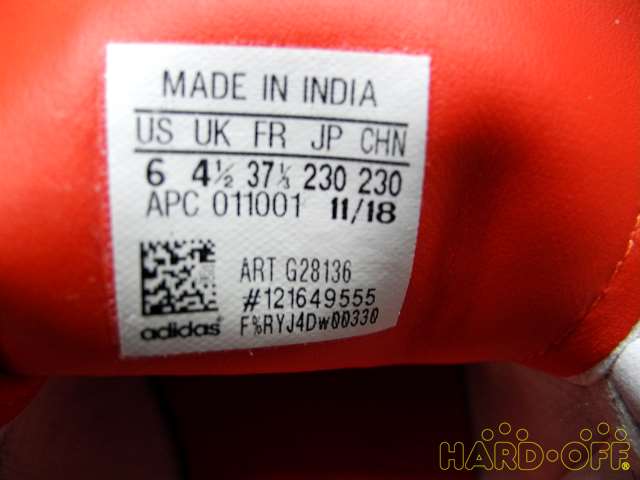 MADE IN INDIA
US UK FR JP CHN
6 4½ 37⅓ 230 230
APC 011001 11/18
ART G28136
#121649555
adidas F%RYJ4Dw00330
HARD-OFF